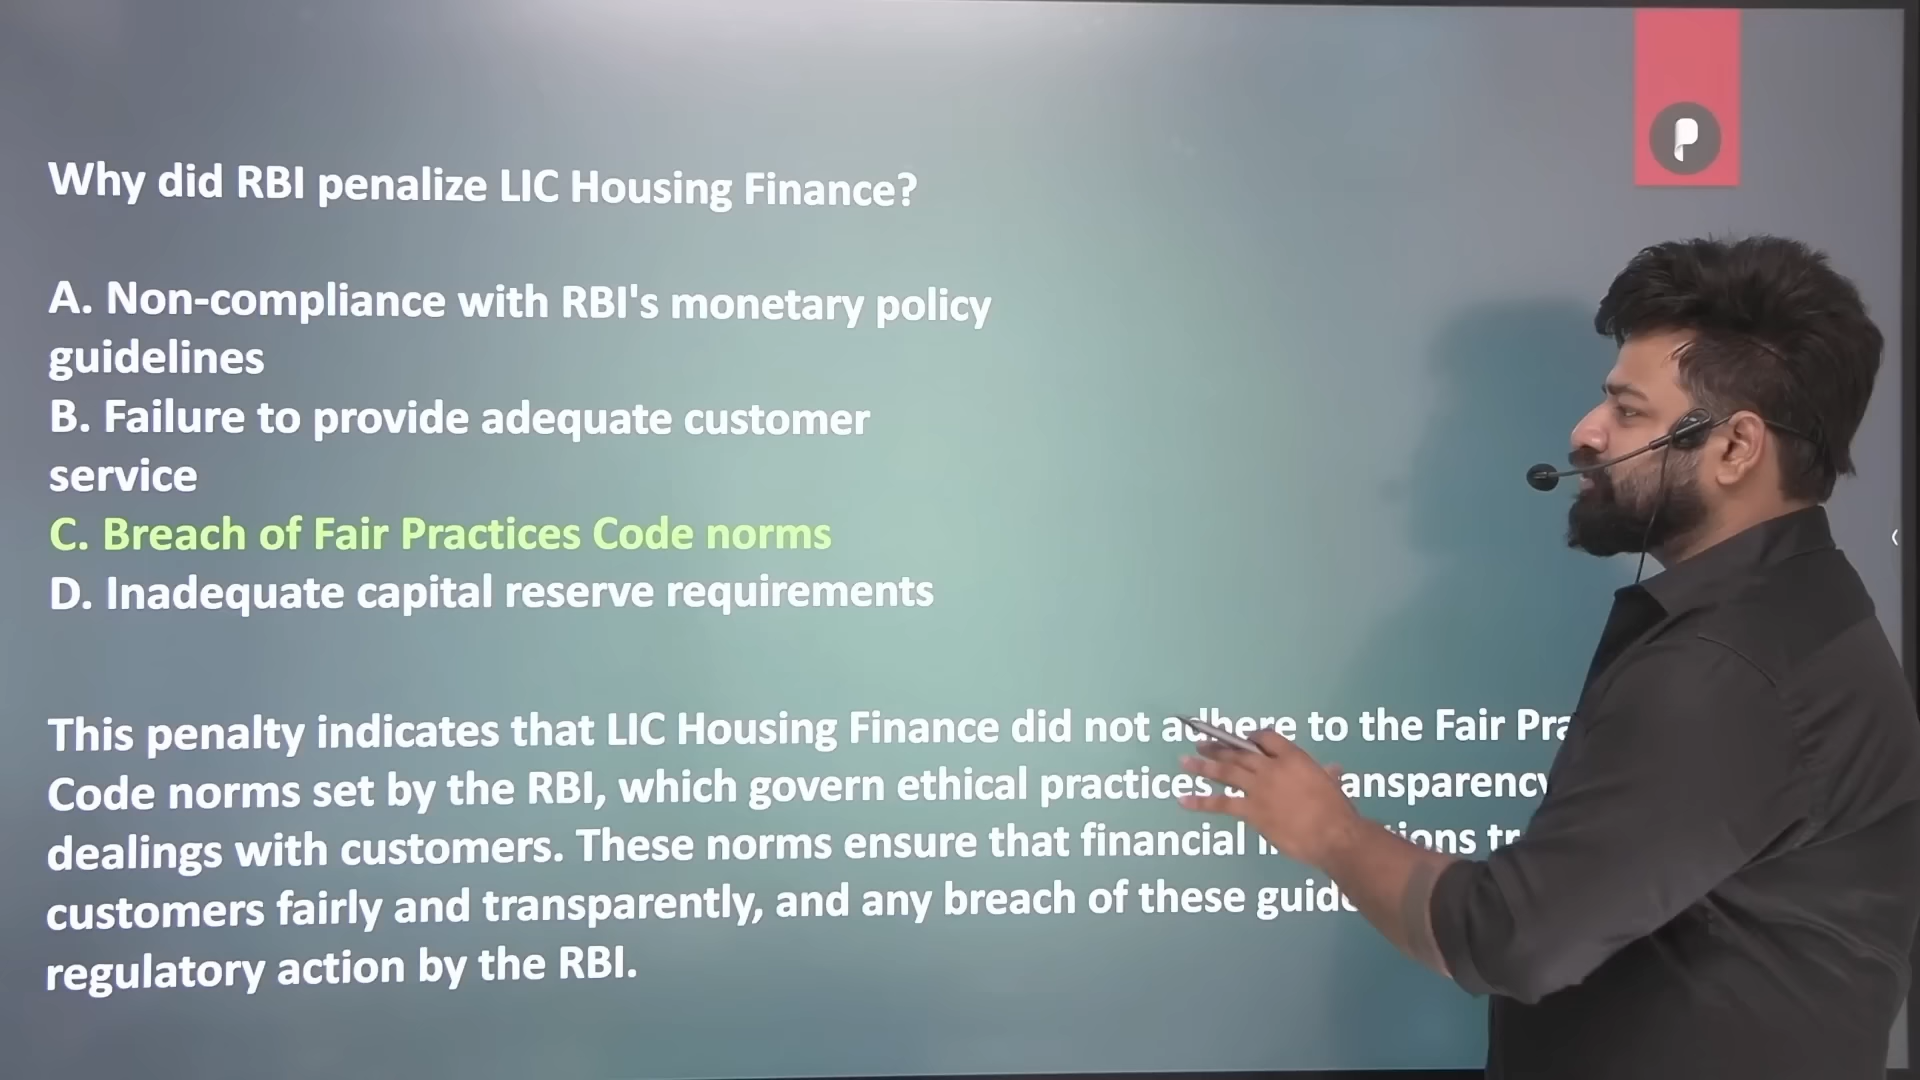 Why did RBI penalize LIC Housing Finance?
A. Non-compliance with RBI's monetary policy
guidelines
B. Failure to provide adequate customer
service
C. Breach of Fair Practices Code norms
D. Inadequate capital reserve requirements
This penalty indicates that LIC Housing Finance did not adhere to the Fair
Code norms set by the RBI, which govern ethical practices
dealings with customers. These norms ensure that financial
customers fairly and transparently, and any breach of these
regulatory action by the RBI.